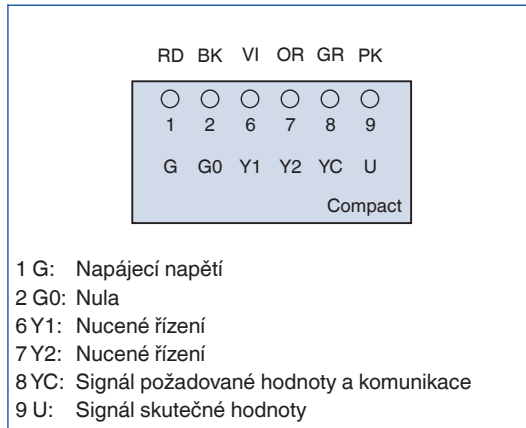 RD BK VI OR GR PK
1 2 6 7 8 9
G G0 Y1 Y2 YC U
Compact
1 G: Napájecí napětí
2 G0: Nula
6 Y1: Nucené řízení
7 Y2: Nucené řízení
8 YC: Signál požadované hodnoty a komunikace
9 U: Signál skutečné hodnoty